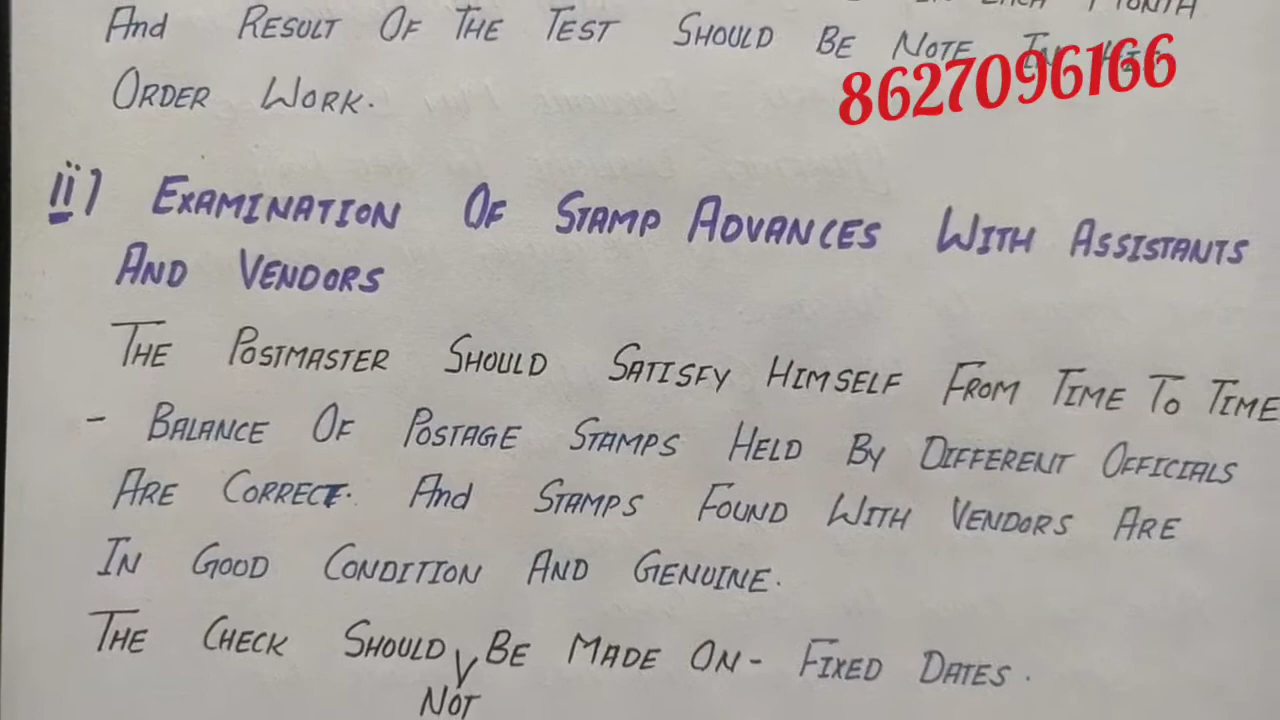 MONTH
And RESULT OF THE TEST SHOULD BE NOTE IN HIS
8627096166
ORDER WORK.
ii) EXAMINATION OF STAMP ADVANCES WITH ASSISTANTS
AND VENDORS
THE POSTMASTER SHOULD SATISFY HIMSELF FROM TIME TO TIME
- BALANCE OF POSTAGE STAMPS HELD BY DIFFERENT OFFICIALS
ARE CORRECT. And STAMPS FOUND WITH VENDORS ARE
IN GOOD CONDITION AND GENUINE.
THE CHECK SHOULD NOT BE MADE ON- FIXED DATES.